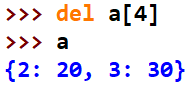 >>> del a[4]
>>> a
{2: 20, 3: 30}